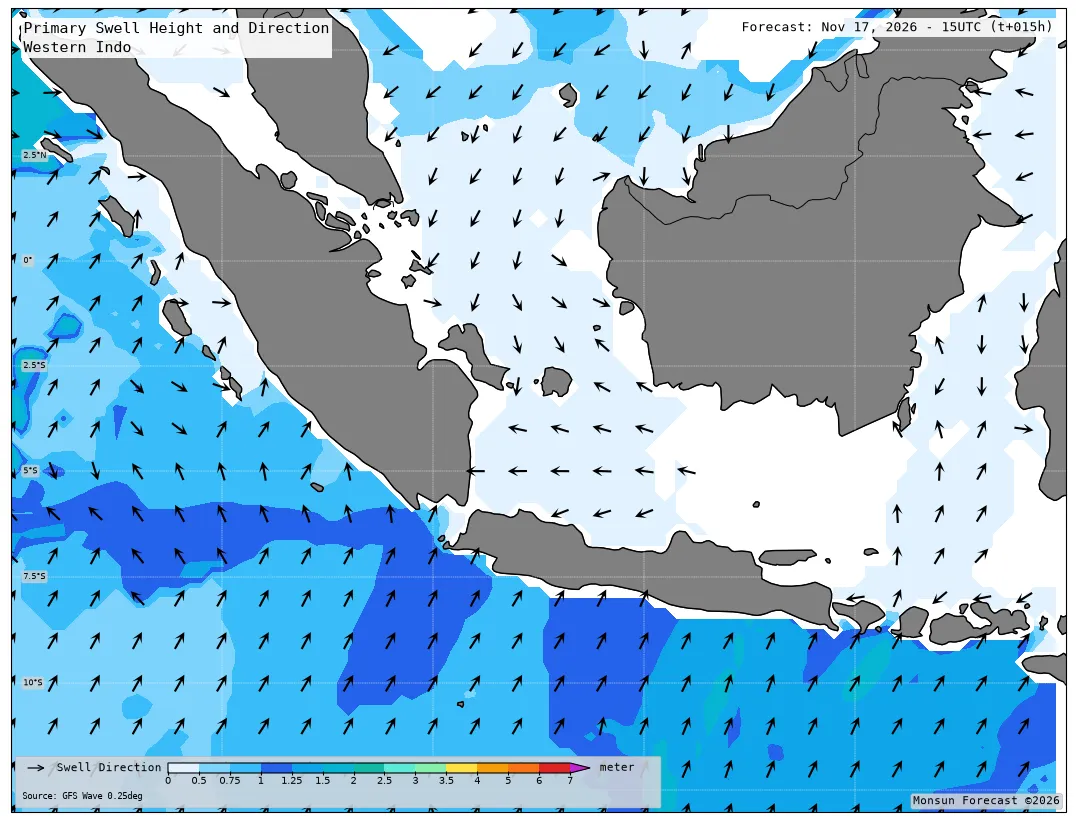 Primary Swell Height and Direction
Western Indo
Forecast: Nov 17, 2026 - 15UTC (t+015h)
2.5°N
0°
2.5°S
5°S
7.5°S
10°S
Swell Direction
meter
0 0.5 0.75 1 1.25 1.5 2 2.5 3 3.5 4 5 6 7
Source: GFS Wave 0.25deg
Monsun Forecast ©2026